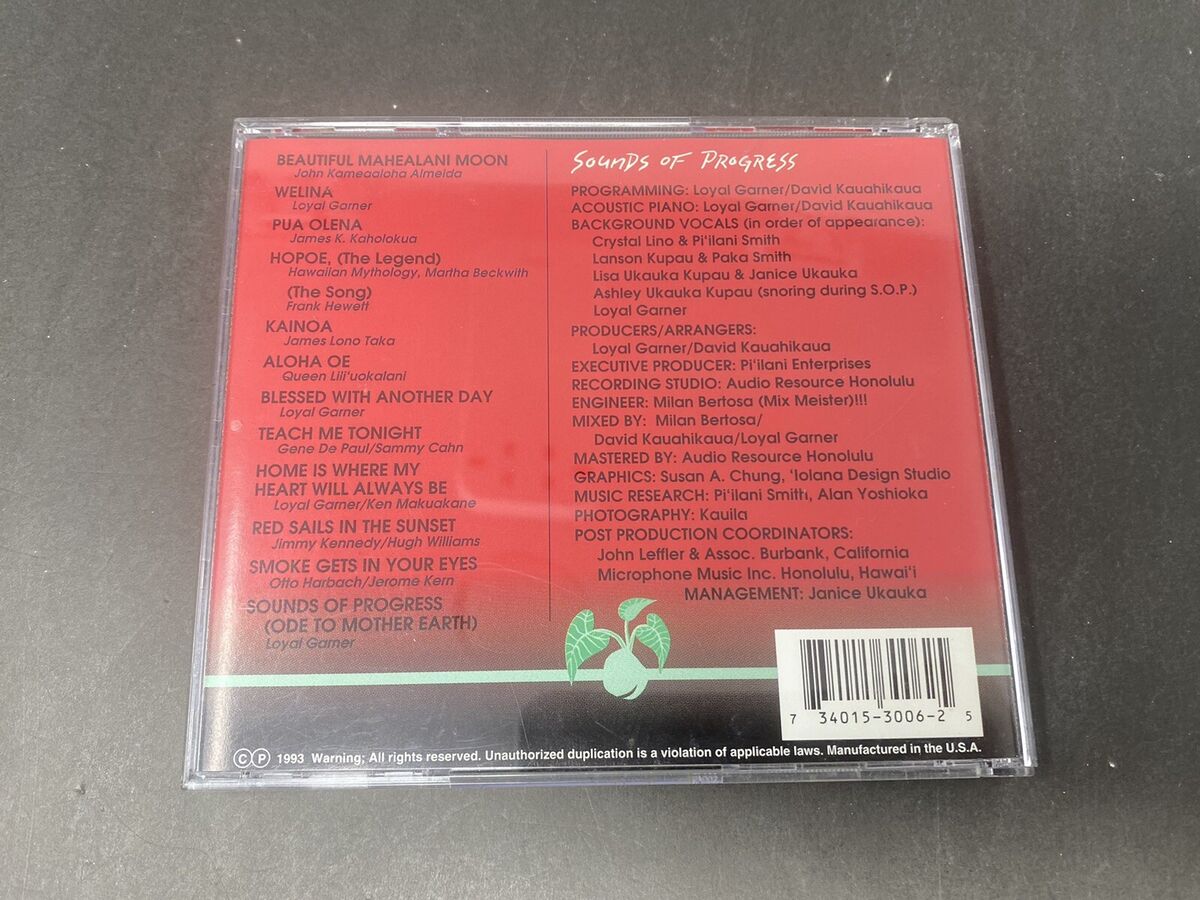 BEAUTIFUL MAHEALANI MOON
John Kameaaloha Almeida
WELINA
Loyal Garner
PUA OLENA
James K. Kaholokua
HOPOE, (The Legend)
Hawaiian Mythology, Martha Beckwith
(The Song)
Frank Hewett
KAINOA
James Lono Taka
ALOHA OE
Queen Lili'uokalani
BLESSED WITH ANOTHER DAY
Loyal Garner
TEACH ME TONIGHT
Gene De Paul/Sammy Cahn
HOME IS WHERE MY
HEART WILL ALWAYS BE
Loyal Garner/Ken Makuakane
RED SAILS IN THE SUNSET
Jimmy Kennedy/Hugh Williams
SMOKE GETS IN YOUR EYES
Otto Harbach/Jerome Kern
SOUNDS OF PROGRESS
(ODE TO MOTHER EARTH)
Loyal Garner
SOUNDS OF PROGRESS
PROGRAMMING: Loyal Garner/David Kauahikaua
ACOUSTIC PIANO: Loyal Garner/David Kauahikaua
BACKGROUND VOCALS (in order of appearance):
Crystal Lino & Pi'ilani Smith
Lanson Kupau & Paka Smith
Lisa Ukauka Kupau & Janice Ukauka
Ashley Ukauka Kupau (snoring during S.O.P.)
Loyal Garner
PRODUCERS/ARRANGERS:
Loyal Garner/David Kauahikaua
EXECUTIVE PRODUCER: Pi'ilani Enterprises
RECORDING STUDIO: Audio Resource Honolulu
ENGINEER: Milan Bertosa (Mix Meister)!!!
MIXED BY: Milan Bertosa/
David Kauahikaua/Loyal Garner
MASTERED BY: Audio Resource Honolulu
GRAPHICS: Susan A. Chung, 'Iolana Design Studio
MUSIC RESEARCH: Pi'ilani Smith, Alan Yoshioka
PHOTOGRAPHY: Kauila
POST PRODUCTION COORDINATORS:
John Leffler & Assoc. Burbank, California
Microphone Music Inc. Honolulu, Hawai'i
MANAGEMENT: Janice Ukauka
7 34015-3006-2 5
Ⓒ Ⓟ 1993 Warning; All rights reserved. Unauthorized duplication is a violation of applicable laws. Manufactured in the U.S.A.